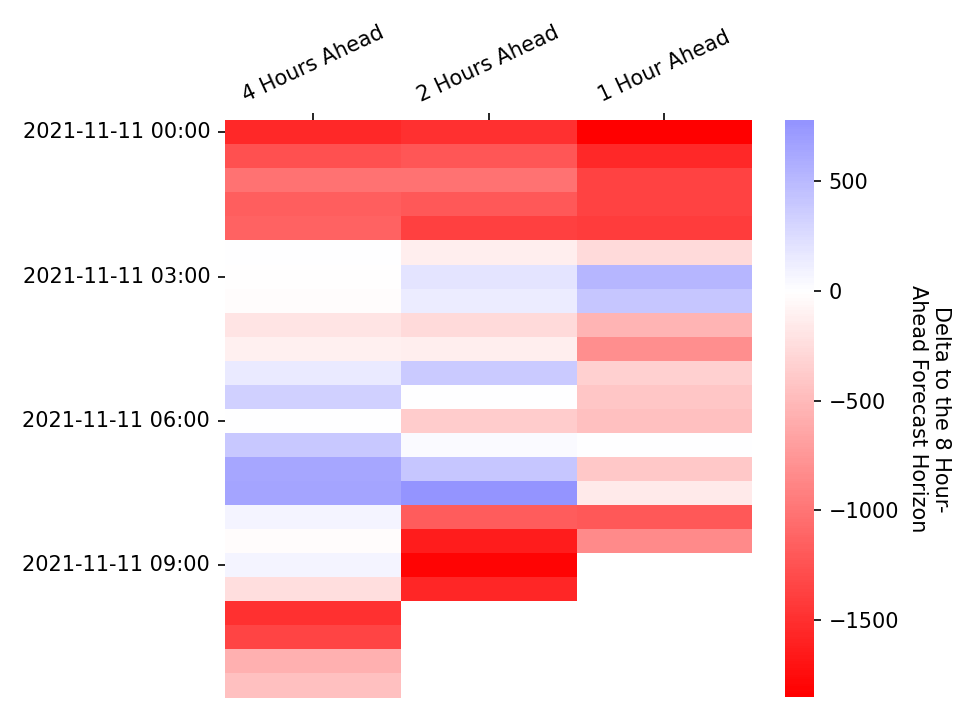 4 Hours Ahead
2 Hours Ahead
1 Hour Ahead
2021-11-11 00:00
2021-11-11 03:00
2021-11-11 06:00
2021-11-11 09:00
500
0
−500
−1000
−1500
Delta to the 8 Hour-
Ahead Forecast Horizon